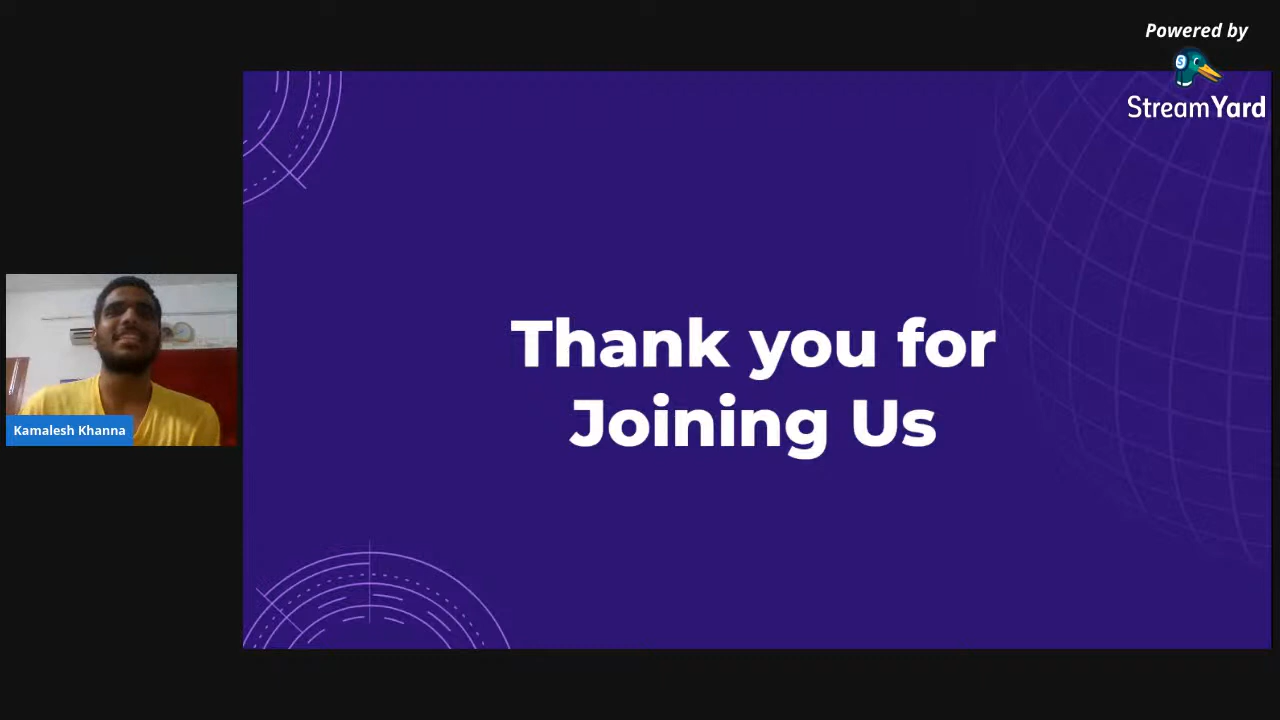 Powered by
StreamYard
Thank you for
Joining Us
Kamalesh Khanna